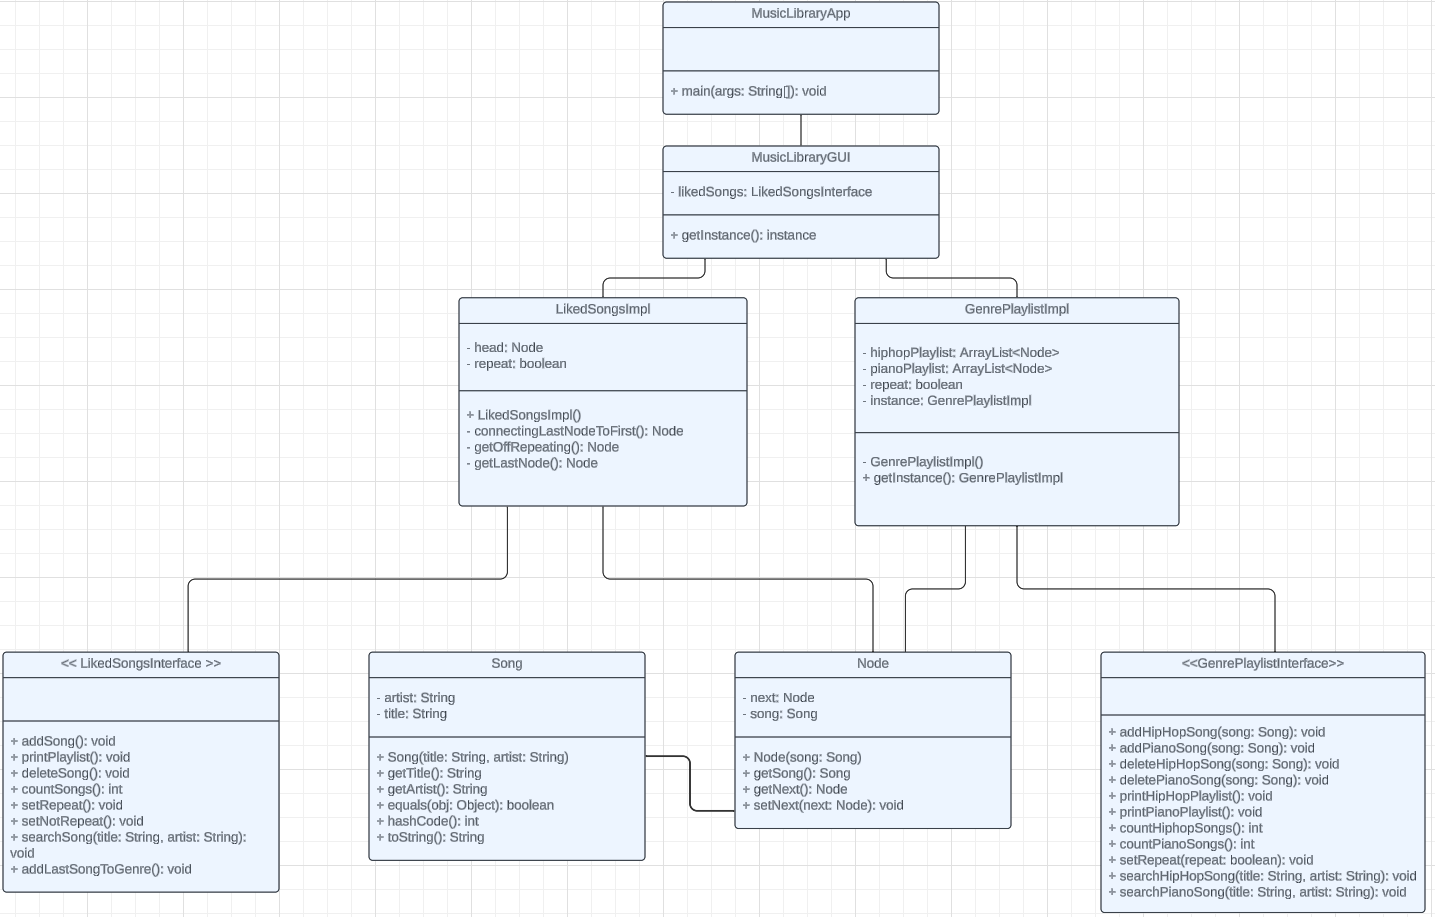 MusicLibraryApp
+ main(args: String[]): void
MusicLibraryGUI
- likedSongs: LikedSongsInterface
+ getInstance(): instance
LikedSongsImpl
- head: Node
- repeat: boolean
+ LikedSongsImpl()
- connectingLastNodeToFirst(): Node
- getOffRepeating(): Node
- getLastNode(): Node
GenrePlaylistImpl
- hiphopPlaylist: ArrayList<Node>
- pianoPlaylist: ArrayList<Node>
- repeat: boolean
- instance: GenrePlaylistImpl
- GenrePlaylistImpl()
+ getInstance(): GenrePlaylistImpl
<< LikedSongsInterface >>
+ addSong(): void
+ printPlaylist(): void
+ deleteSong(): void
+ countSongs(): int
+ setRepeat(): void
+ setNotRepeat(): void
+ searchSong(title: String, artist: String):
void
+ addLastSongToGenre(): void
Song
- artist: String
- title: String
+ Song(title: String, artist: String)
+ getTitle(): String
+ getArtist(): String
+ equals(obj: Object): boolean
+ hashCode(): int
+ toString(): String
Node
- next: Node
- song: Song
+ Node(song: Song)
+ getSong(): Song
+ getNext(): Node
+ setNext(next: Node): void
<<GenrePlaylistInterface>>
+ addHipHopSong(song: Song): void
+ addPianoSong(song: Song): void
+ deleteHipHopSong(song: Song): void
+ deletePianoSong(song: Song): void
+ printHipHopPlaylist(): void
+ printPianoPlaylist(): void
+ countHiphopSongs(): int
+ countPianoSongs(): int
+ setRepeat(repeat: boolean): void
+ searchHipHopSong(title: String, artist: String): void
+ searchPianoSong(title: String, artist: String): void